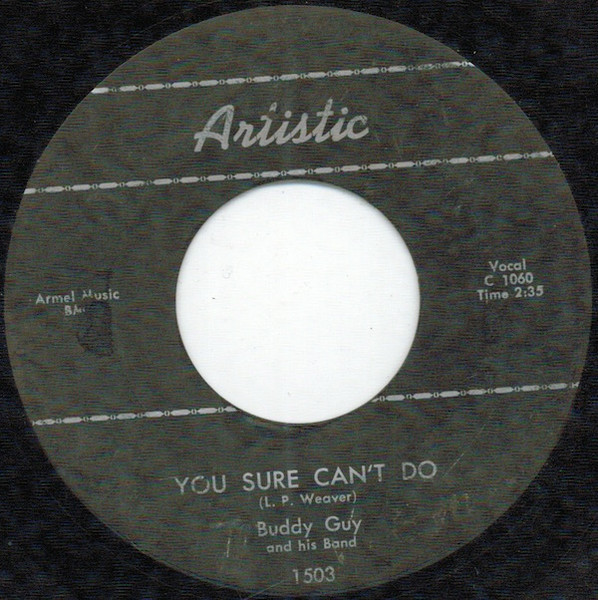 Artistic
Armel Music
Vocal
C 1060
Time 2:35
YOU SURE CAN'T DO
(L. P. Weaver)
Buddy Guy
and his Band
1503